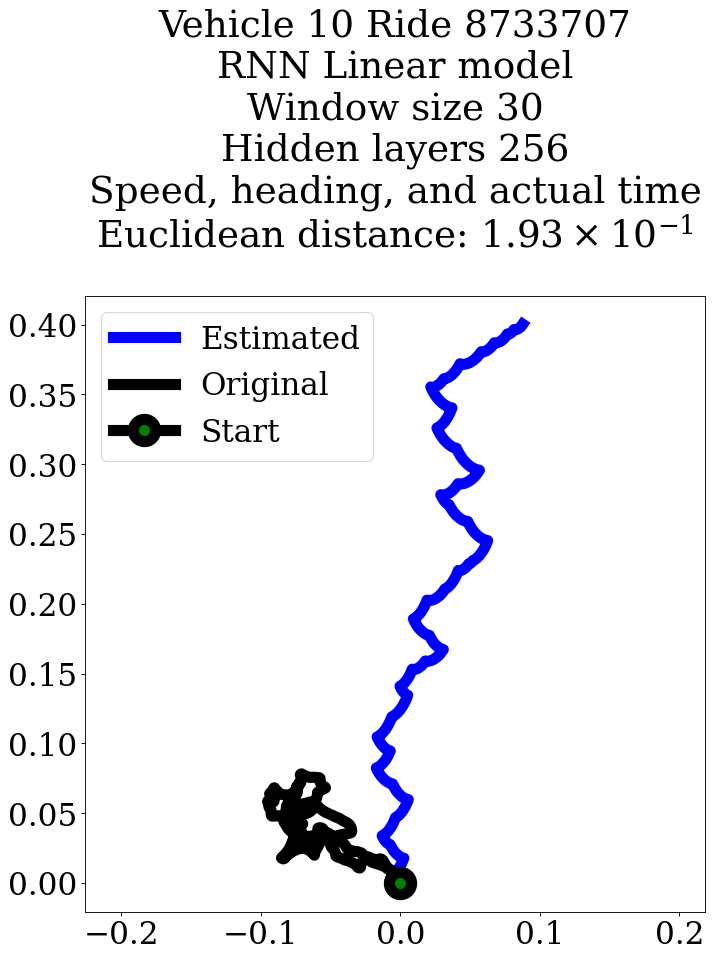 Vehicle 10 Ride 8733707
RNN Linear model
Window size 30
Hidden layers 256
Speed, heading, and actual time
Euclidean distance: 1.93 × 10⁻¹
Estimated
Original
Start
0.40
0.35
0.30
0.25
0.20
0.15
0.10
0.05
0.00
−0.2 −0.1 0.0 0.1 0.2